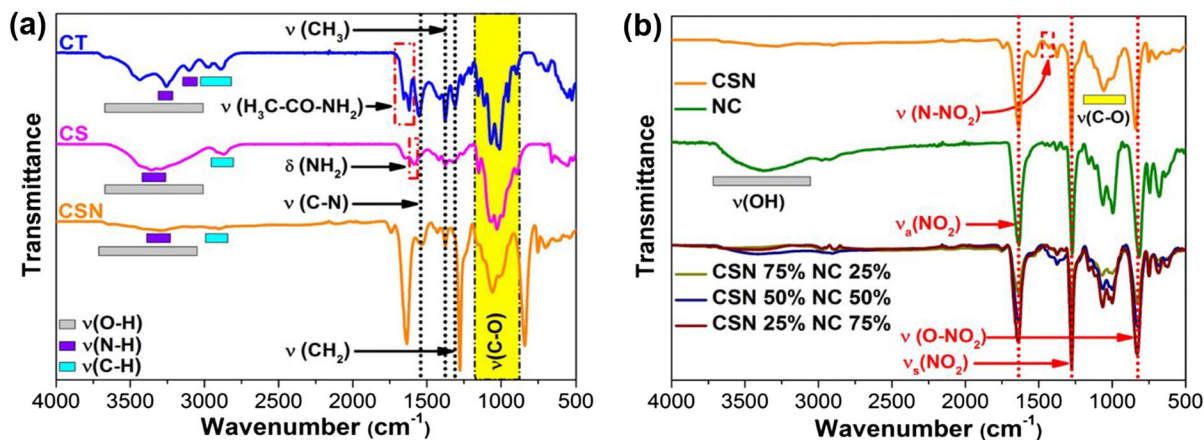 (a)
CT
ν (CH3)
ν (H3C-CO-NH2)
CS
δ (NH2)
ν (C-N)
CSN
ν(O-H)
ν(N-H)
ν(C-H)
ν (CH2)
ν(C-O)
Transmittance
4000 3500 3000 2500 2000 1500 1000 500
Wavenumber (cm-1)
(b)
CSN
NC
ν (N-NO2)
ν(C-O)
ν(OH)
νa(NO2)
CSN 75% NC 25%
CSN 50% NC 50%
CSN 25% NC 75%
ν (O-NO2)
νs(NO2)
Transmittance
4000 3500 3000 2500 2000 1500 1000 500
Wavenumber (cm-1)